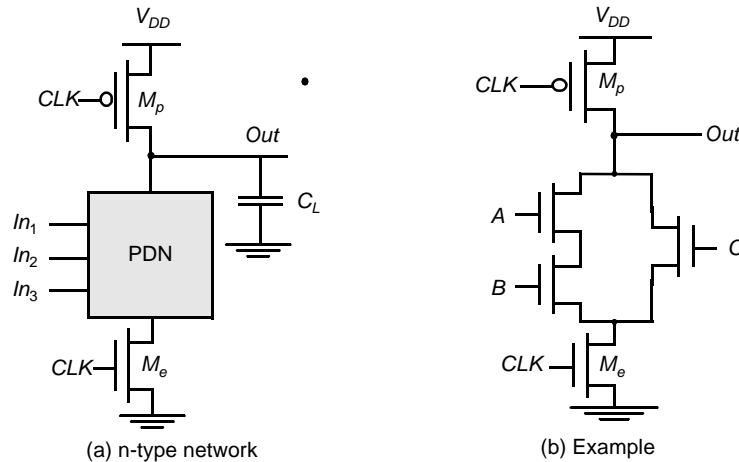 V_DD
CLK
M_p
Out
C_L
In_1
In_2
In_3
PDN
CLK
M_e
(a) n-type network
V_DD
CLK
M_p
Out
A
B
C
CLK
M_e
(b) Example